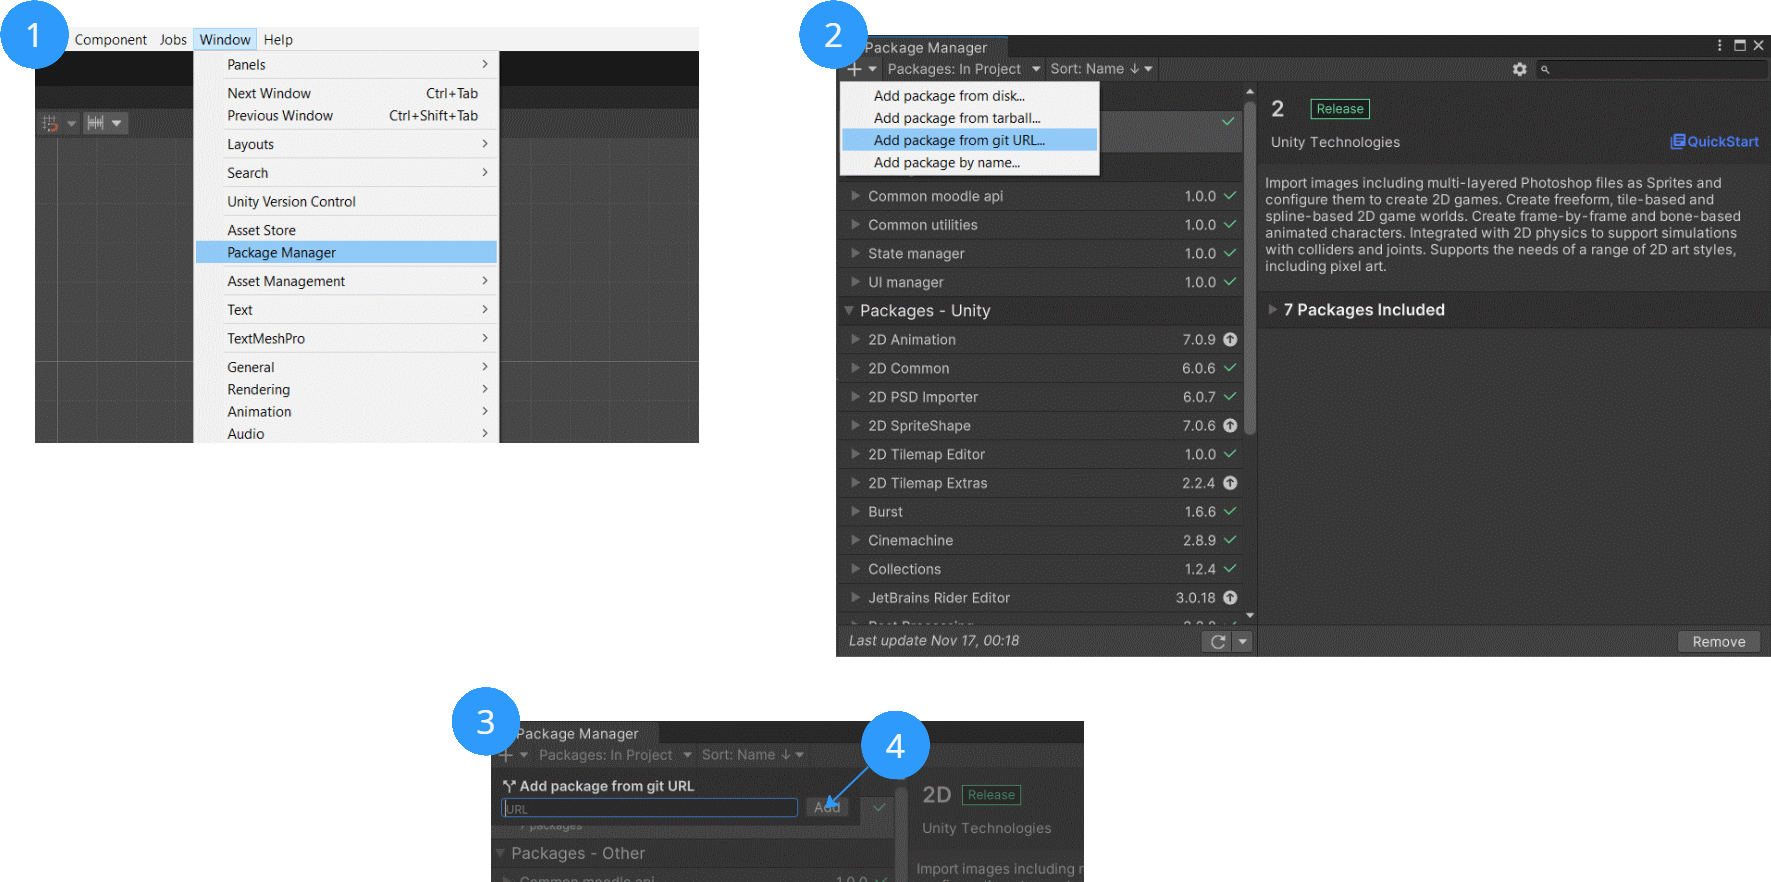 1
Component Jobs Window Help
Panels
Next Window Ctrl+Tab
Previous Window Ctrl+Shift+Tab
Layouts
Search
Unity Version Control
Asset Store
Package Manager
Asset Management
Text
TextMeshPro
General
Rendering
Animation
Audio
2
Package Manager
Packages: In Project Sort: Name ↓
Add package from disk...
Add package from tarball...
Add package from git URL...
Add package by name...
Common moodle api 1.0.0
Common utilities 1.0.0
State manager 1.0.0
UI manager 1.0.0
Packages - Unity
2D Animation 7.0.9
2D Common 6.0.6
2D PSD Importer 6.0.7
2D SpriteShape 7.0.6
2D Tilemap Editor 1.0.0
2D Tilemap Extras 2.2.4
Burst 1.6.6
Cinemachine 2.8.9
Collections 1.2.4
JetBrains Rider Editor 3.0.18
Last update Nov 17, 00:18
2 Release
Unity Technologies QuickStart
Import images including multi-layered Photoshop files as Sprites and
configure them to create 2D games. Create freeform, tile-based and
spline-based 2D game worlds. Create frame-by-frame and bone-based
animated characters. Integrated with 2D physics to support simulations
with colliders and joints. Supports the needs of a range of 2D art styles,
including pixel art.
7 Packages Included
Remove
3
Package Manager
Packages: In Project Sort: Name ↓
4
Add package from git URL
URL Add
7 packages
Packages - Other
Common moodle api 1.0.0
2D Release
Unity Technologies
Import images including